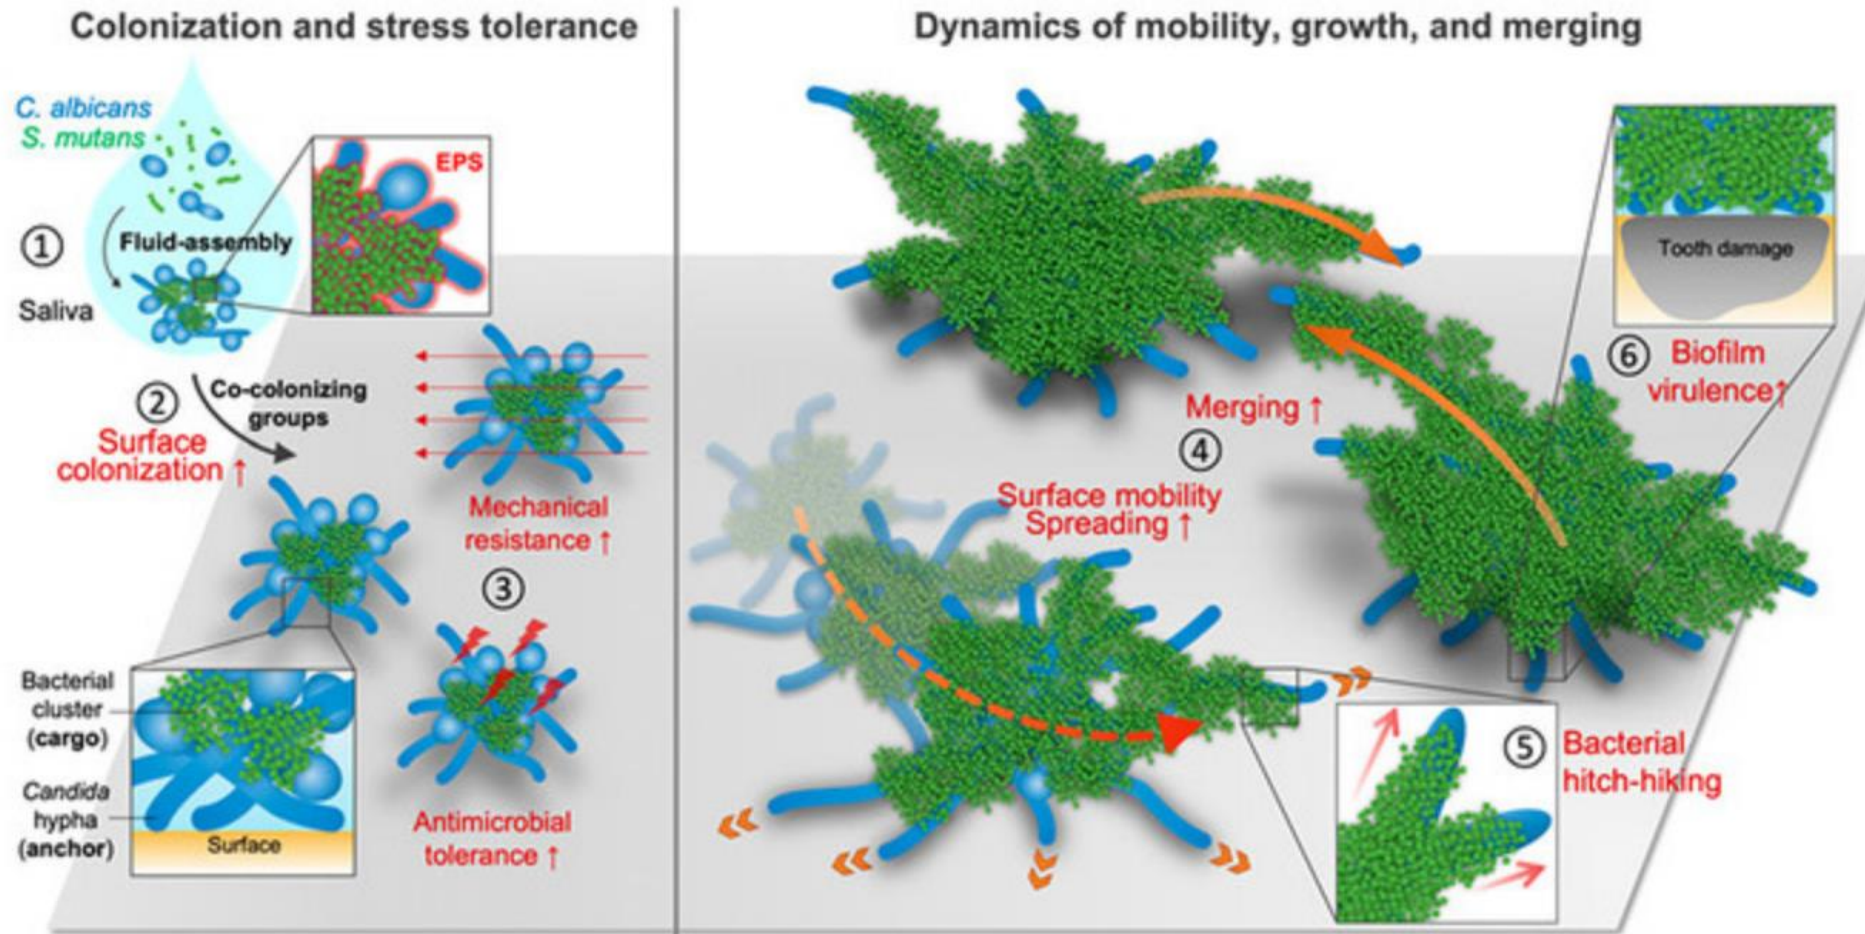 Colonization and stress tolerance
C. albicans
S. mutans
EPS
①
Fluid-assembly
Saliva
②
Co-colonizing
groups
Surface
colonization ↑
Mechanical
resistance ↑
③
Bacterial
cluster
(cargo)
Candida
hypha
(anchor)
Surface
Antimicrobial
tolerance ↑
Dynamics of mobility, growth, and merging
Tooth damage
⑥
Biofilm
virulence↑
Merging ↑
④
Surface mobility
Spreading ↑
⑤
Bacterial
hitch-hiking